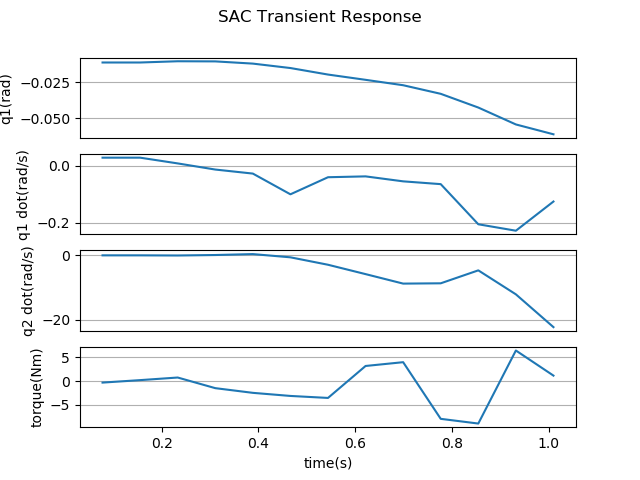 SAC Transient Response
q1(rad)
−0.025
−0.050
q1 dot(rad/s)
0.0
−0.2
q2 dot(rad/s)
0
−20
torque(Nm)
5
0
−5
0.2 0.4 0.6 0.8 1.0
time(s)